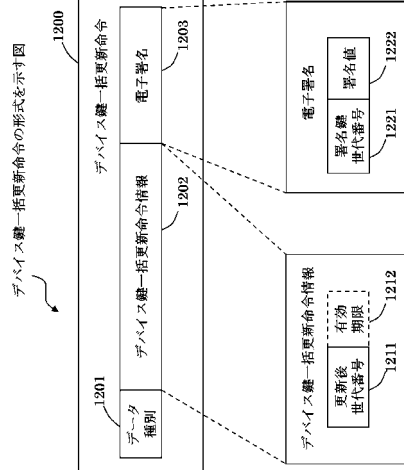 デバイス鍵一括更新命令の形式を示す図
デバイス鍵一括更新命令
1200
データ
種別
1201
デバイス鍵一括更新命令情報
1202
電子署名
1203
デバイス鍵一括更新命令情報
更新後
世代番号
1211
有効
期限
1212
電子署名
署名鍵
世代番号
1221
署名値
1222